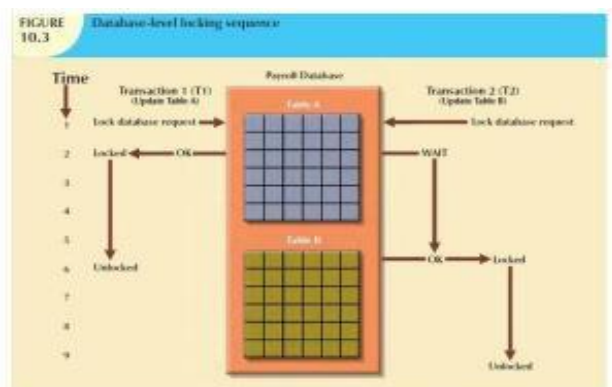 FIGURE 10.3
Database-level locking sequence
Time
Payroll Database
Transaction 1 (T1)
(Update Table A)
Transaction 2 (T2)
(Update Table B)
Table A
1
Lock database request
Lock database request
2
Locked
OK
WAIT
3
4
5
Table B
6
Unlocked
OK
Locked
7
8
9
Unlocked